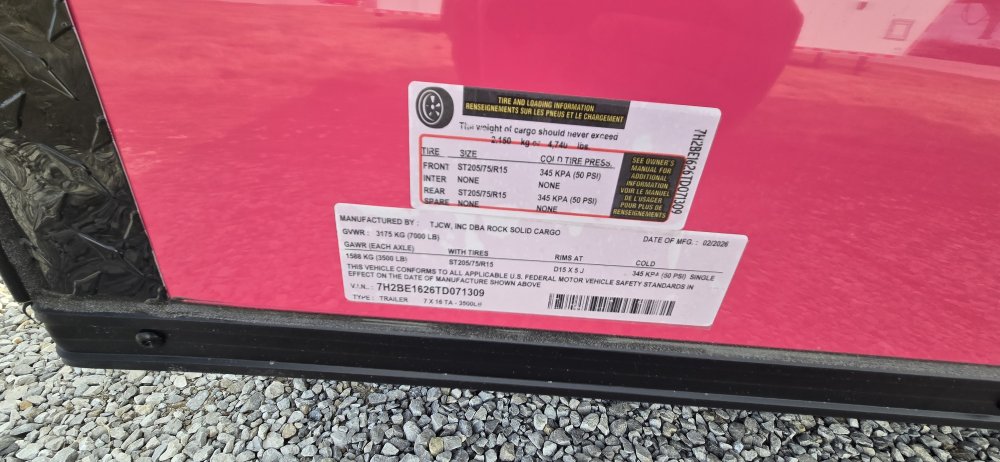 TIRE AND LOADING INFORMATION
RENSEIGNEMENTS SUR LES PNEUS ET LE CHARGEMENT
The weight of cargo should never exceed
2,150 kg or 4,740 lbs.
TIRE SIZE COLD TIRE PRESS.
FRONT ST205/75/R15 345 KPA (50 PSI)
INTER NONE NONE
REAR ST205/75/R15 345 KPA (50 PSI)
SPARE NONE NONE
SEE OWNER'S
MANUAL FOR
ADDITIONAL
INFORMATION
VOIR LE MANUEL
DE L'USAGER
POUR PLUS DE
RENSEIGNEMENTS
7H2BE1626TD071309
MANUFACTURED BY : TJCW, INC DBA ROCK SOLID CARGO DATE OF MFG. : 02/2026
GVWR : 3175 KG (7000 LB)
GAWR (EACH AXLE) WITH TIRES RIMS AT COLD
1588 KG (3500 LB) ST205/75/R15 D15 X 5 J 345 KPA (50 PSI) SINGLE
THIS VEHICLE CONFORMS TO ALL APPLICABLE U.S. FEDERAL MOTOR VEHICLE SAFETY STANDARDS IN
EFFECT ON THE DATE OF MANUFACTURE SHOWN ABOVE
V.I.N. : 7H2BE1626TD071309
TYPE : TRAILER 7 X 16 TA - 3500LB